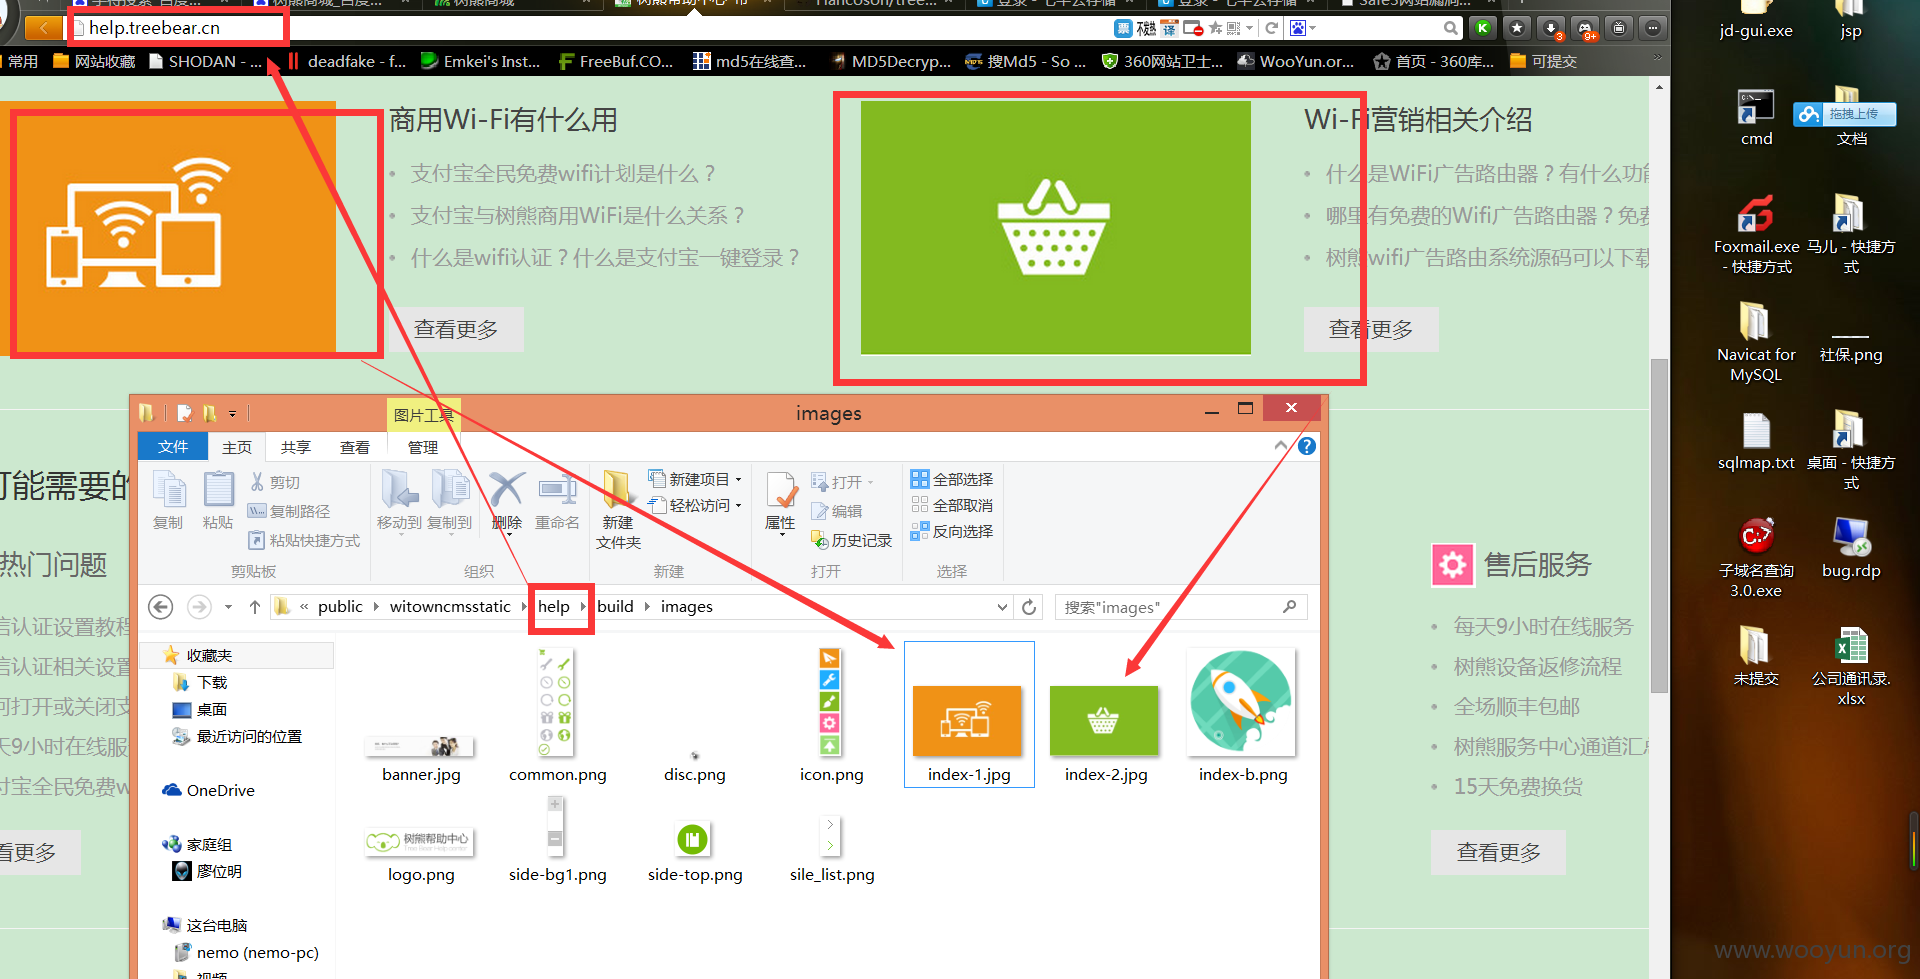 help.treebear.cn
常用
网站收藏
SHODAN - ...
deadfake - f...
Emkei's Inst...
FreeBuf.CO...
md5在线查...
MD5Decryp...
搜Md5 - So ...
360网站卫士...
WooYun.or...
首页 - 360库...
可提交
商用Wi-Fi有什么用
支付宝全民免费wifi计划是什么？
支付宝与树熊商用WiFi是什么关系？
什么是wifi认证？什么是支付宝一键登录？
查看更多
Wi-Fi营销相关介绍
什么是WiFi广告路由器？有什么功能
哪里有免费的Wifi广告路由器？免费
树熊wifi广告路由系统源码可以下载
查看更多
可能需要的
热门问题
信认证设置教程
信认证相关设置
可打开或关闭支
天9小时在线服
付宝全民免费w
看更多
售后服务
每天9小时在线服务
树熊设备返修流程
全场顺丰包邮
树熊服务中心通道汇总
15天免费换货
查看更多
图片工具
images
文件
主页
共享
查看
管理
复制
粘贴
剪切
复制路径
粘贴快捷方式
剪贴板
移动到
复制到
删除
重命名
组织
新建
文件夹
新建项目
轻松访问
新建
属性
打开
编辑
历史记录
打开
全部选择
全部取消
反向选择
选择
« public
witowncmsstatic
help
build
images
搜索"images"
收藏夹
下载
桌面
最近访问的位置
OneDrive
家庭组
廖位明
这台电脑
nemo (nemo-pc)
视频
banner.jpg
common.png
disc.png
icon.png
index-1.jpg
index-2.jpg
index-b.png
树熊帮助中心
logo.png
side-bg1.png
side-top.png
sile_list.png
jd-gui.exe
jsp
cmd
拖拽上传
文档
Foxmail.exe
- 快捷方式
马儿 - 快捷方
式
Navicat for
MySQL
社保.png
sqlmap.txt
桌面 - 快捷方
式
子域名查询
3.0.exe
bug.rdp
未提交
公司通讯录.
xlsx
www.wooyun.org